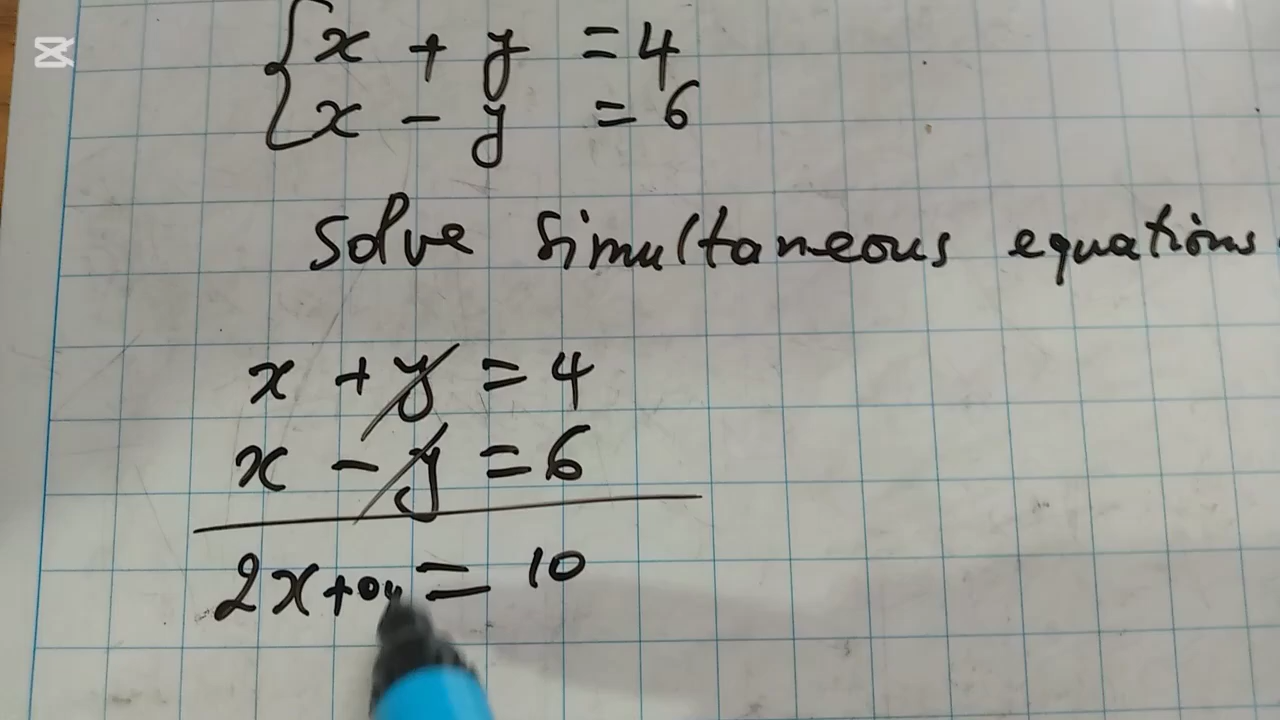 x + y = 4
x - y = 6
Solve simultaneous equations.
x + y = 4
x - y = 6
2x+0y = 10